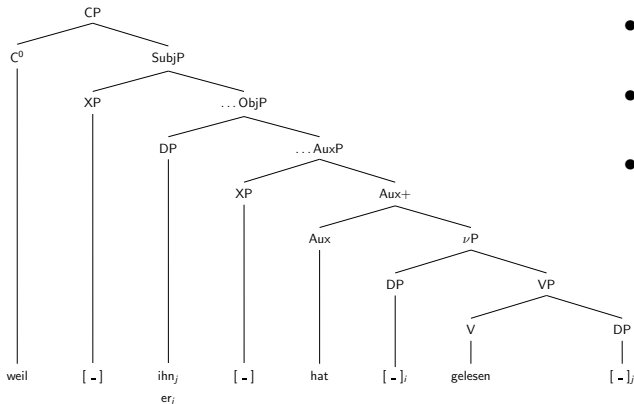 CP
C⁰ SubjP
XP ...ObjP
DP ...AuxP
XP Aux+
Aux νP
DP VP
V DP
weil [ - ] ihnⱼ [ - ] hat [ - ]ᵢ gelesen [ - ]ⱼ
erᵢ
•
•
•